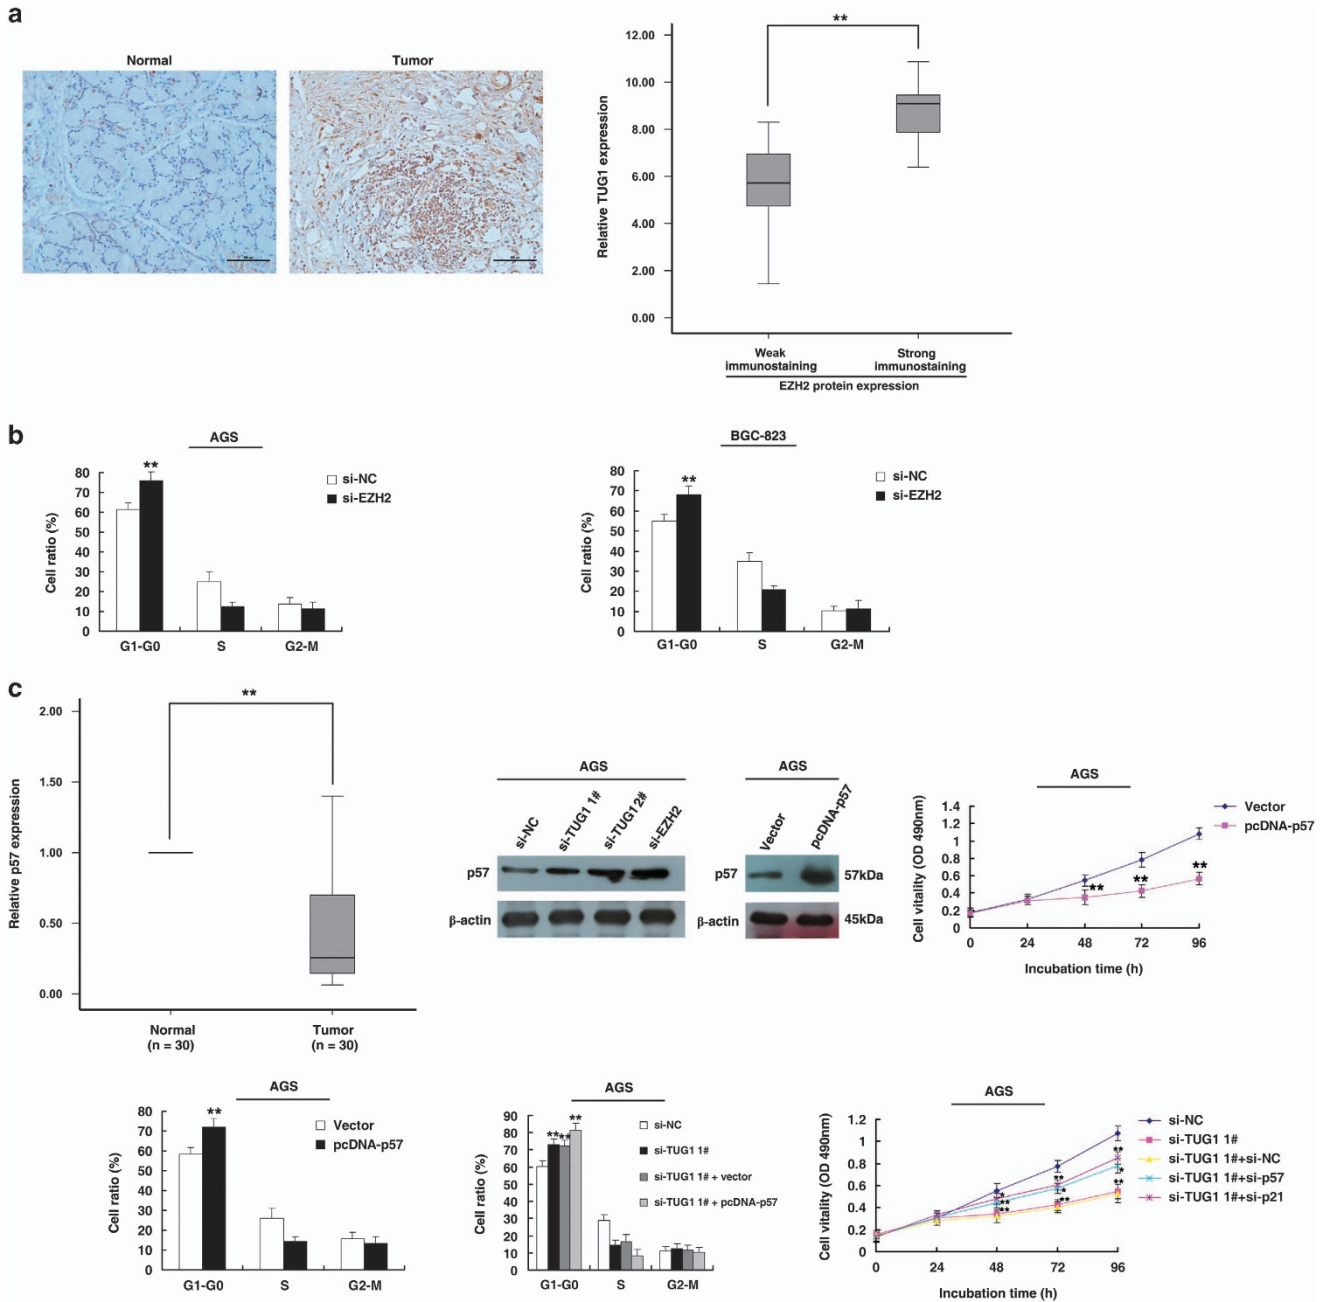 a
Normal
Tumor
**
12.00
10.00
8.00
6.00
4.00
2.00
0.00
Relative TUG1 expression
Weak
immunostaining
Strong
immunostaining
EZH2 protein expression
b
AGS
80
70
60
50
40
30
20
10
0
Cell ratio (%)
**
si-NC
si-EZH2
G1-G0
S
G2-M
BGC-823
80
70
60
50
40
30
20
10
0
Cell ratio (%)
**
si-NC
si-EZH2
G1-G0
S
G2-M
c
**
2.00
1.50
1.00
0.50
0.00
Relative p57 expression
Normal
(n = 30)
Tumor
(n = 30)
AGS
si-NC
si-TUG1 1#
si-TUG1 2#
si-EZH2
p57
β-actin
AGS
Vector
pcDNA-p57
p57
57kDa
β-actin
45kDa
AGS
1.4
1.2
1
0.8
0.6
0.4
0.2
0
Cell vitality (OD 490nm)
Vector
pcDNA-p57
**
**
**
0
24
48
72
96
Incubation time (h)
AGS
80
70
60
50
40
30
20
10
0
Cell ratio (%)
**
Vector
pcDNA-p57
G1-G0
S
G2-M
AGS
90
80
70
60
50
40
30
20
10
0
Cell ratio (%)
**
**
**
si-NC
si-TUG1 1#
si-TUG1 1# + vector
si-TUG1 1# + pcDNA-p57
G1-G0
S
G2-M
AGS
1.2
1
0.8
0.6
0.4
0.2
0
Cell vitality (OD 490nm)
si-NC
si-TUG1 1#
si-TUG1 1#+si-NC
si-TUG1 1#+si-p57
si-TUG1 1#+si-p21
*
**
**
**
*
**
**
*
**
0
24
48
72
96
Incubation time (h)